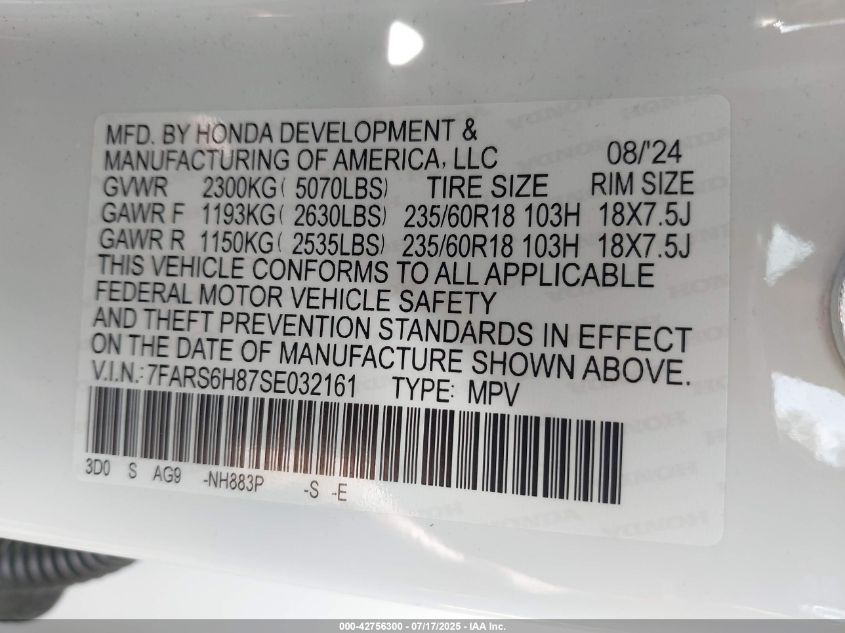 MFD. BY HONDA DEVELOPMENT &
MANUFACTURING OF AMERICA, LLC 08/'24
GVWR 2300KG( 5070LBS) TIRE SIZE RIM SIZE
GAWR F 1193KG( 2630LBS) 235/60R18 103H 18X7.5J
GAWR R 1150KG( 2535LBS) 235/60R18 103H 18X7.5J
THIS VEHICLE CONFORMS TO ALL APPLICABLE
FEDERAL MOTOR VEHICLE SAFETY
AND THEFT PREVENTION STANDARDS IN EFFECT
ON THE DATE OF MANUFACTURE SHOWN ABOVE.
V.I.N.:7FARS6H87SE032161 TYPE: MPV
3D0 S AG9 -NH883P -S -E
000-42756300 - 07/17/2025 - IAA Inc.